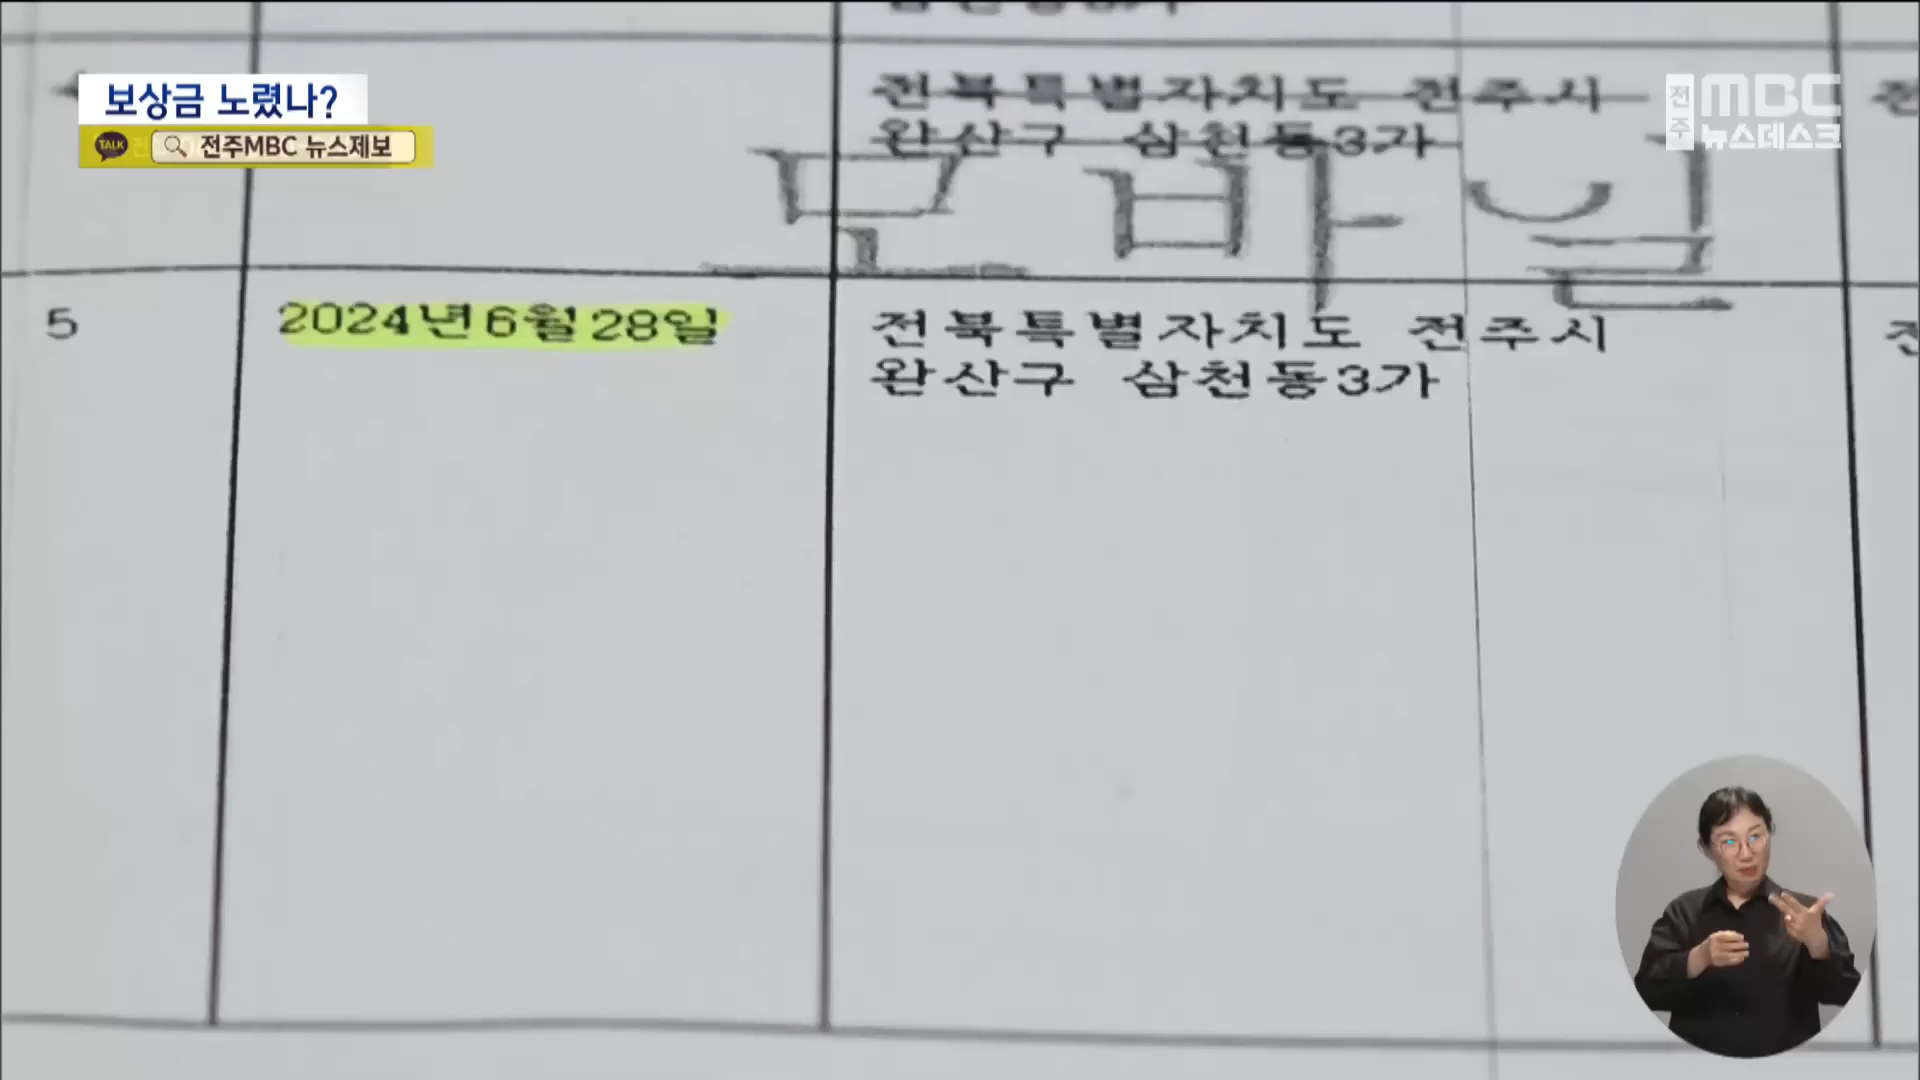 보상금 노렸나?
TALK 전주MBC 뉴스제보
전주 MBC
뉴스데스크
전북특별자치도 전주시
완산구 삼천동3가
모바일
5 2024년6월28일 전북특별자치도 전주시
완산구 삼천동3가